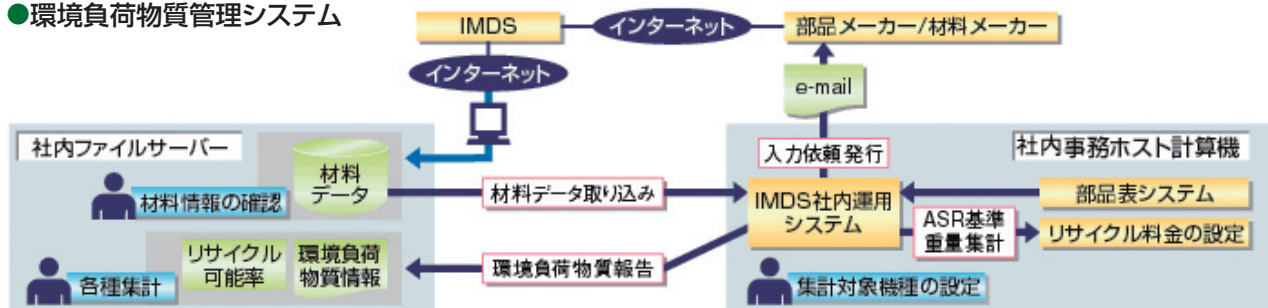 ●環境負荷物質管理システム
IMDS
インターネット
部品メーカー/材料メーカー
インターネット
e-mail
社内ファイルサーバー
社内事務ホスト計算機
材料
データ
入力依頼発行
材料情報の確認
材料データ取り込み
IMDS社内運用
システム
部品表システム
ASR基準
重量集計
リサイクル料金の設定
リサイクル
可能率
環境負荷
物質情報
環境負荷物質報告
各種集計
集計対象機種の設定